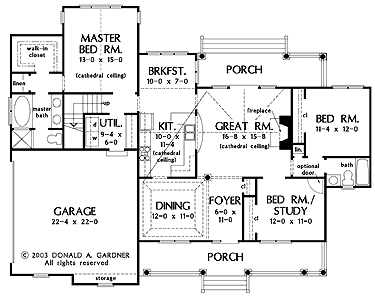 MASTER
BED RM.
13-0 x 15-0
(cathedral ceiling)
walk-in
closet
linen
master
bath
up
BRKFST.
10-0 x 7-0
PORCH
fireplace
GREAT RM.
16-8 x 15-8
(cathedral ceiling)
cl
BED RM.
11-4 x 12-0
UTIL.
9-4 x
6-0
d
w
KIT.
10-0 x
11-0
(cathedral
ceiling)
lin.
optional
door
bath
GARAGE
22-4 x 22-0
DINING
12-0 x 11-0
FOYER
6-0 x
11-0
cl
BED RM./
STUDY
12-0 x 11-0
© 2003 DONALD A. GARDNER
All rights reserved
storage
PORCH